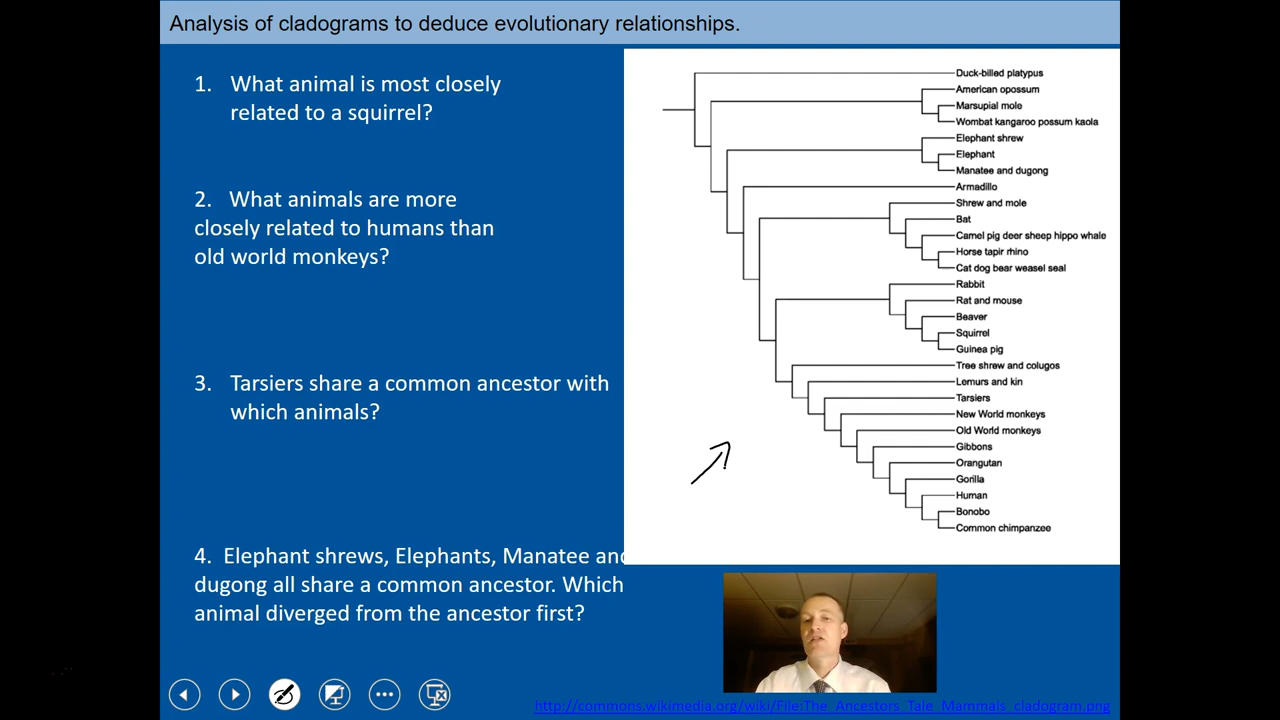 Analysis of cladograms to deduce evolutionary relationships.
1. What animal is most closely
related to a squirrel?
2. What animals are more
closely related to humans than
old world monkeys?
3. Tarsiers share a common ancestor with
which animals?
4. Elephant shrews, Elephants, Manatee and
dugong all share a common ancestor. Which
animal diverged from the ancestor first?
Duck-billed platypus
American opossum
Marsupial mole
Wombat kangaroo possum kaola
Elephant shrew
Elephant
Manatee and dugong
Armadillo
Shrew and mole
Bat
Camel pig deer sheep hippo whale
Horse tapir rhino
Cat dog bear weasel seal
Rabbit
Rat and mouse
Beaver
Squirrel
Guinea pig
Tree shrew and colugos
Lemurs and kin
Tarsiers
New World monkeys
Old World monkeys
Gibbons
Orangutan
Gorilla
Human
Bonobo
Common chimpanzee
http://commons.wikimedia.org/wiki/File:The_Ancestors_Tale_Mammals_cladogram.png